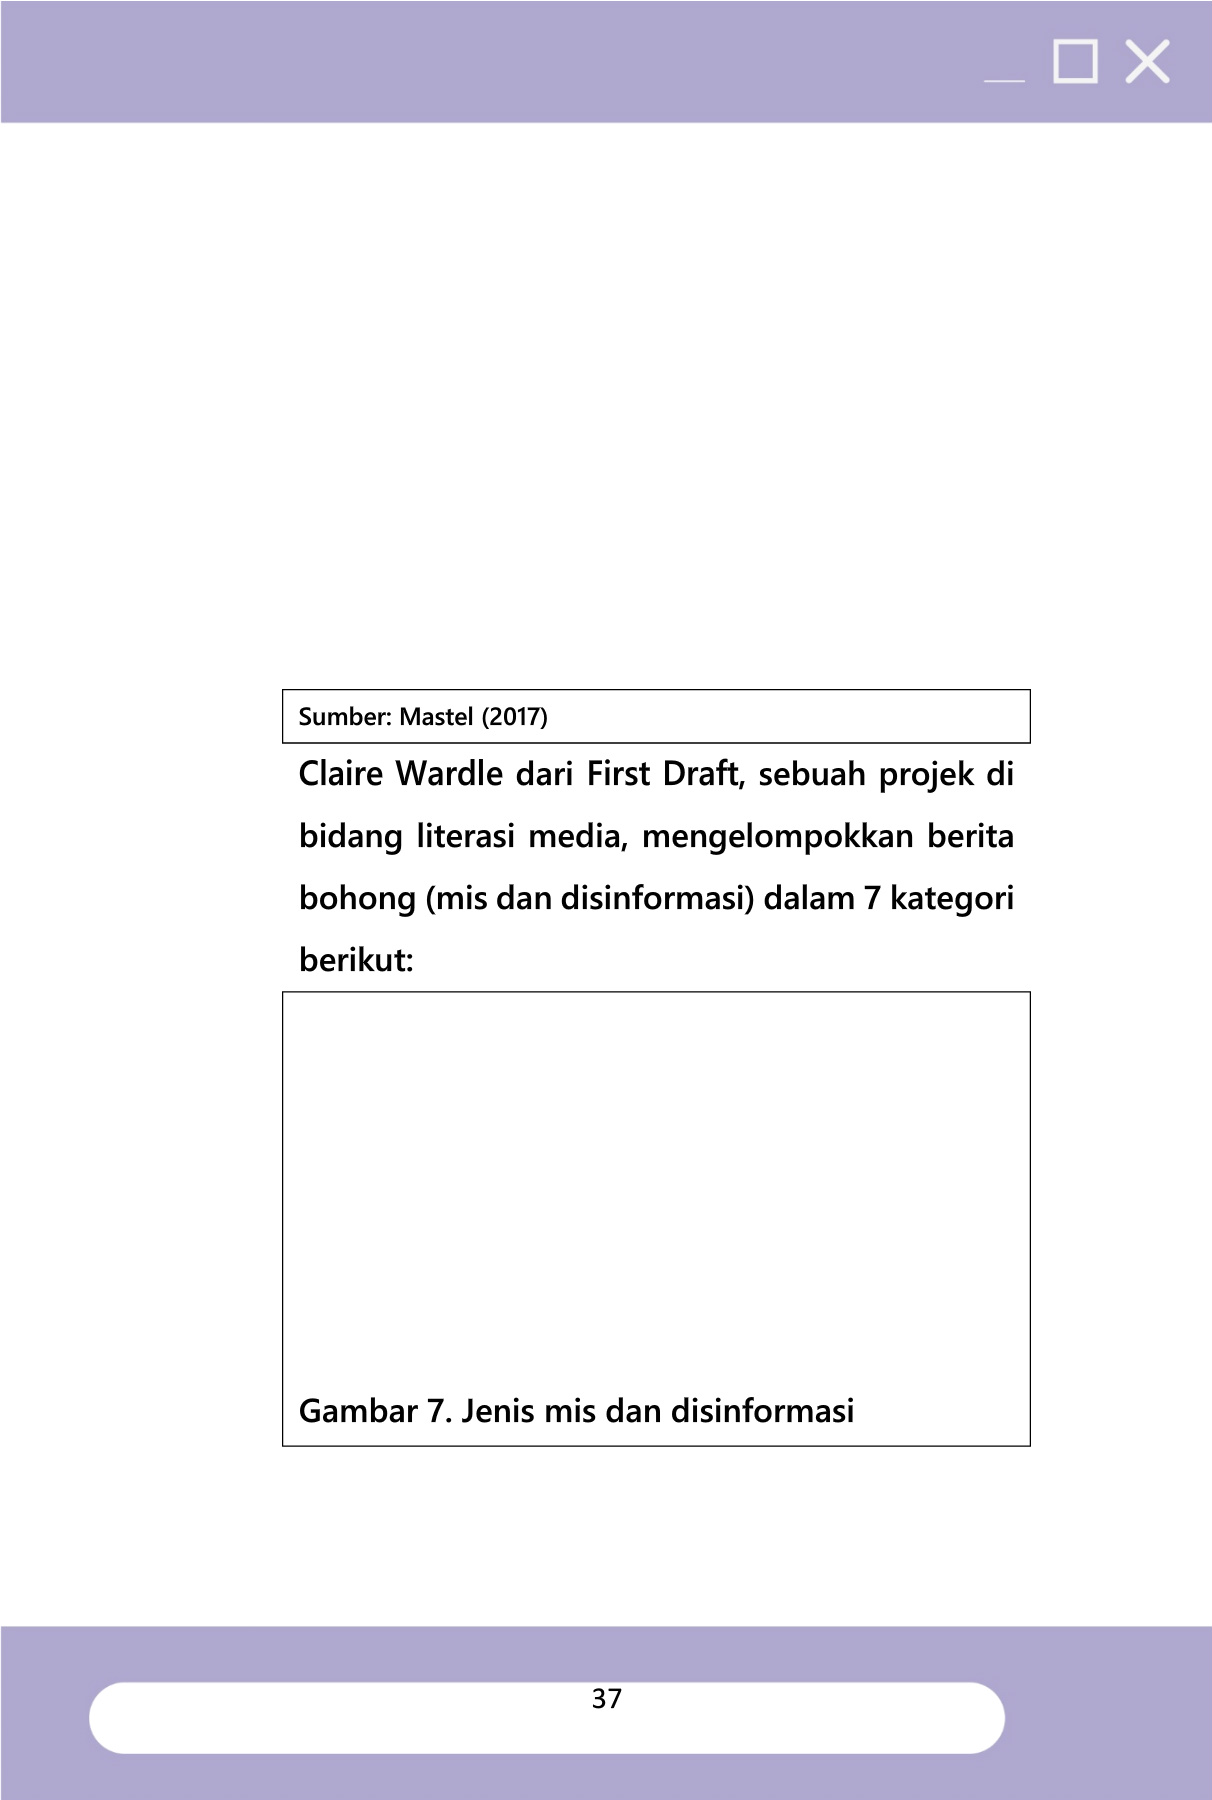 Sumber: Mastel (2017)
Claire Wardle dari First Draft, sebuah projek di
bidang literasi media, mengelompokkan berita
bohong (mis dan disinformasi) dalam 7 kategori
berikut:
Gambar 7. Jenis mis dan disinformasi
37